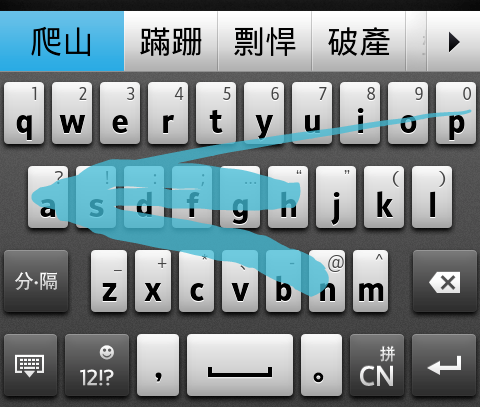 爬山 蹣跚 剽悍 破產
1 2 3 4 5 6 7 8 9 0
q w e r t y u i o p
? ! : ; ... “ ” ( )
a s d f g h j k l
_ + * 、 - @ ^
分·隔 z x c v b n m
拼
12!? ， 。 CN